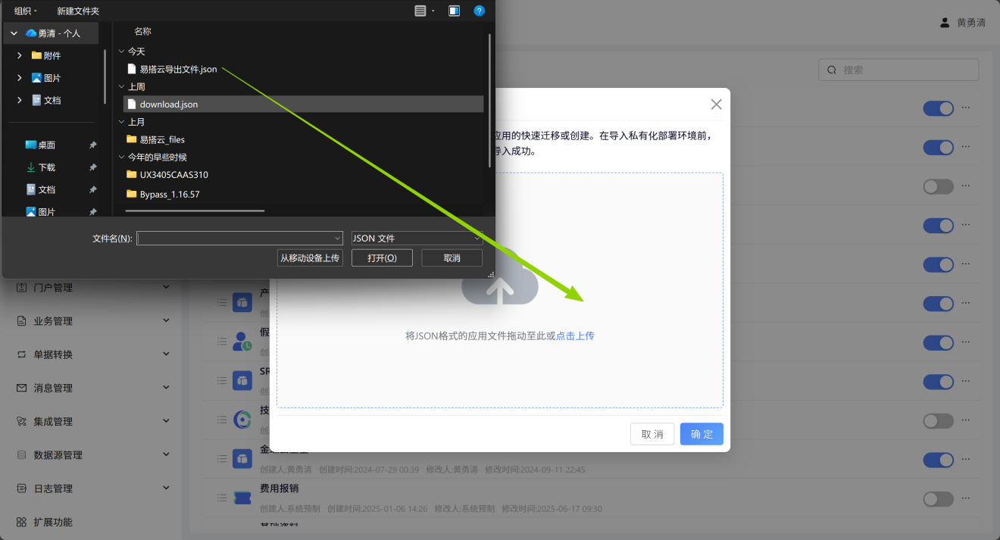 组织
新建文件夹
勇清 - 个人
附件
图片
文档
桌面
下载
文档
图片
名称
今天
易搭云导出文件.json
上周
download.json
上月
易搭云_files
今年的早些时候
UX3405CAAS310
Bypass_1.16.57
文件名(N):
JSON 文件
从移动设备上传
打开(O)
取消
黄勇清
搜索
应用的快速迁移或创建。在导入私有化部署环境前，
导入成功。
将JSON格式的应用文件拖动至此或点击上传
取 消
确 定
门户管理
业务管理
单据转换
消息管理
集成管理
数据源管理
日志管理
扩展功能
产
创
假
创
SR
创
技
创
创建人:黄勇清 创建时间:2024-07-29 00:39 修改人:黄勇清 修改时间:2024-09-11 22:45
费用报销
创建人:系统预制 创建时间:2025-01-06 14:26 修改人:系统预制 修改时间:2025-06-17 09:30
基础资料